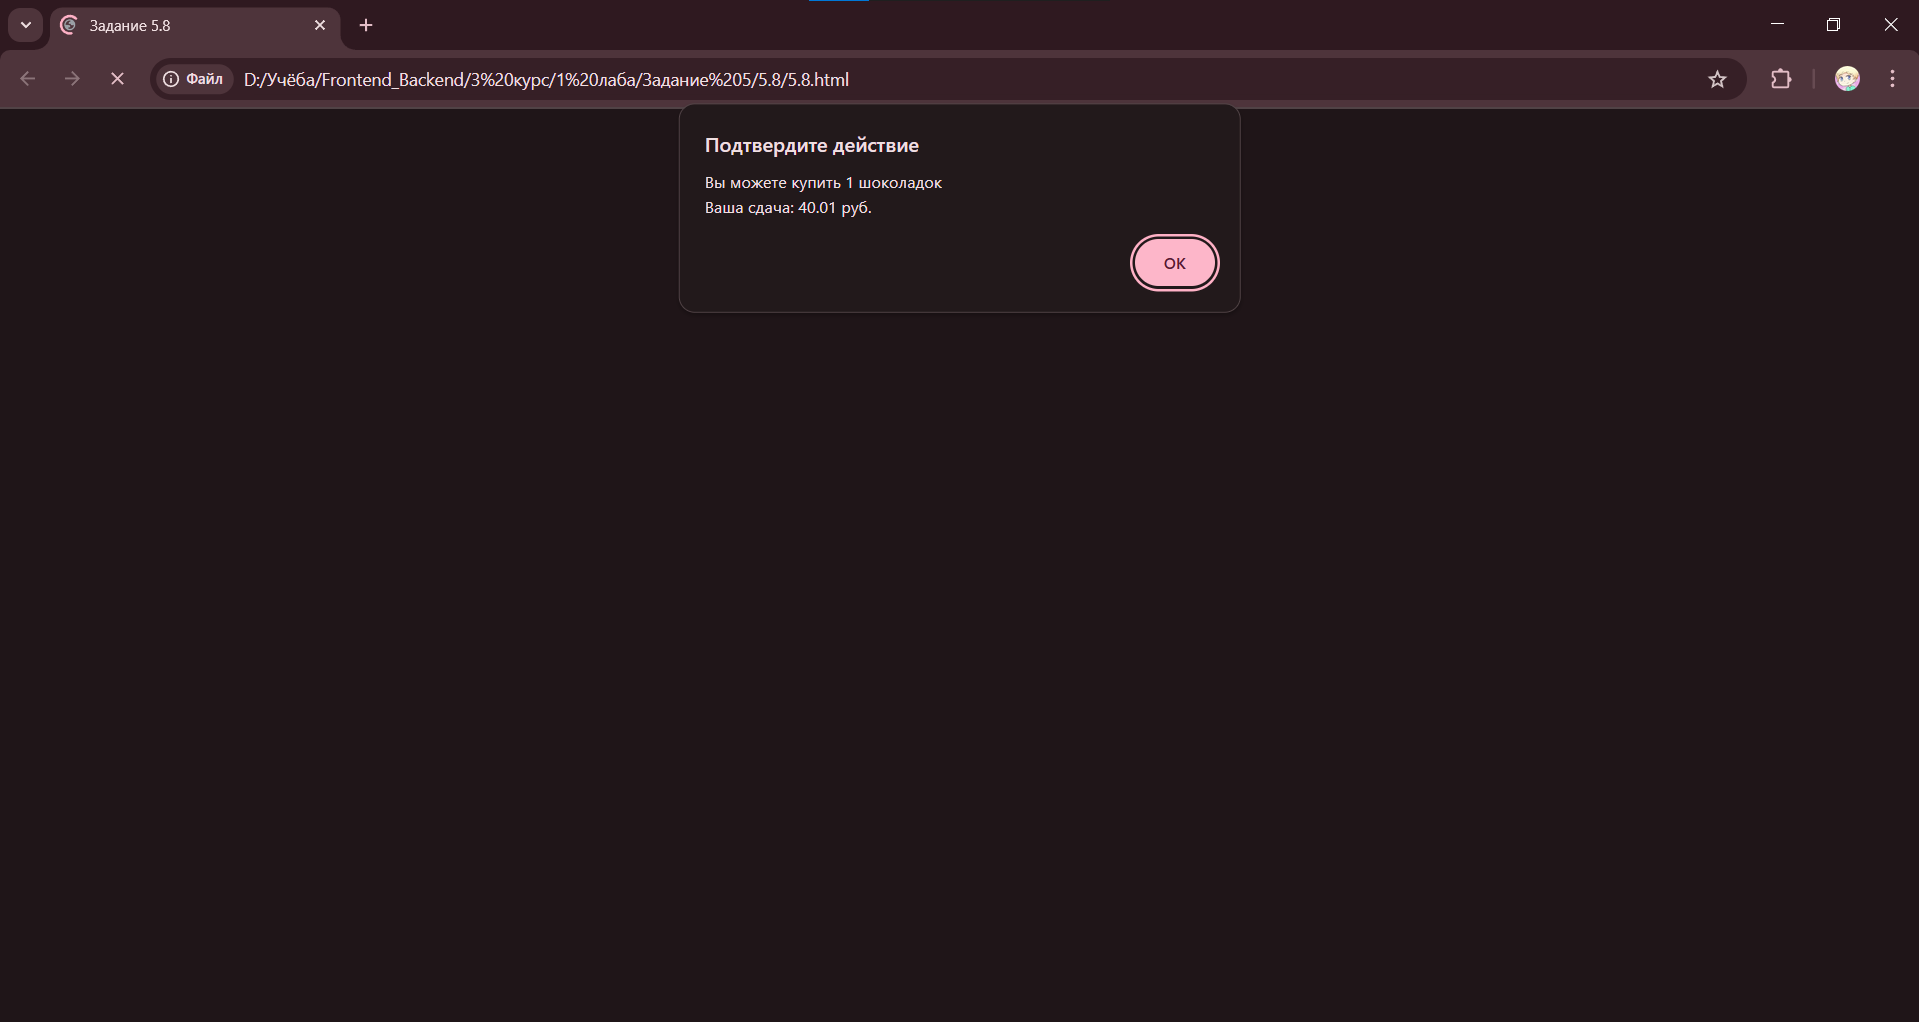 Задание 5.8
Файл
D:/Учёба/Frontend_Backend/3%20курс/1%20лаба/Задание%205/5.8/5.8.html
Подтвердите действие
Вы можете купить 1 шоколадок
Ваша сдача: 40.01 руб.
ОК